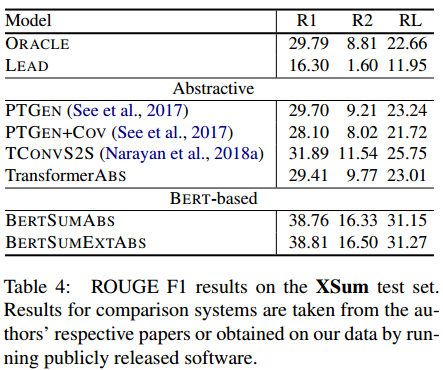 Model R1 R2 RL
ORACLE 29.79 8.81 22.66
LEAD 16.30 1.60 11.95
Abstractive
PTGEN (See et al., 2017) 29.70 9.21 23.24
PTGEN+COV (See et al., 2017) 28.10 8.02 21.72
TCONVS2S (Narayan et al., 2018a) 31.89 11.54 25.75
TransformerABS 29.41 9.77 23.01
BERT-based
BERTSUMABS 38.76 16.33 31.15
BERTSUMEXTABS 38.81 16.50 31.27
Table 4: ROUGE F1 results on the XSum test set.
Results for comparison systems are taken from the au-
thors' respective papers or obtained on our data by run-
ning publicly released software.